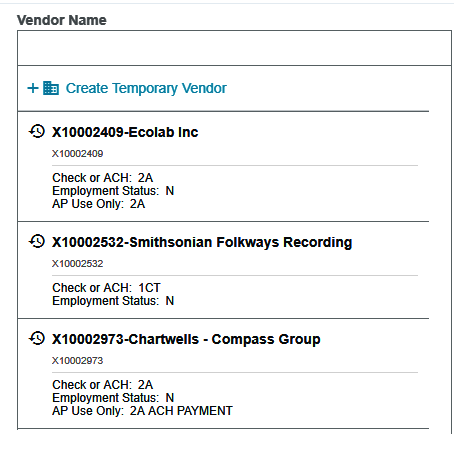 Vendor Name
Create Temporary Vendor
X10002409-Ecolab Inc
X10002409
Check or ACH: 2A
Employment Status: N
AP Use Only: 2A
X10002532-Smithsonian Folkways Recording
X10002532
Check or ACH: 1CT
Employment Status: N
X10002973-Chartwells - Compass Group
X10002973
Check or ACH: 2A
Employment Status: N
AP Use Only: 2A ACH PAYMENT